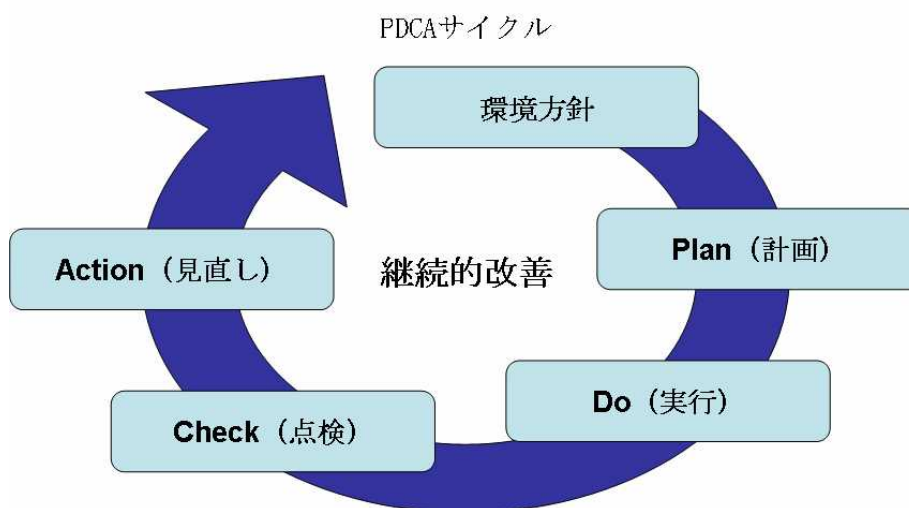 PDCAサイクル
環境方針
Plan（計画）
Do（実行）
Check（点検）
Action（見直し）
継続的改善